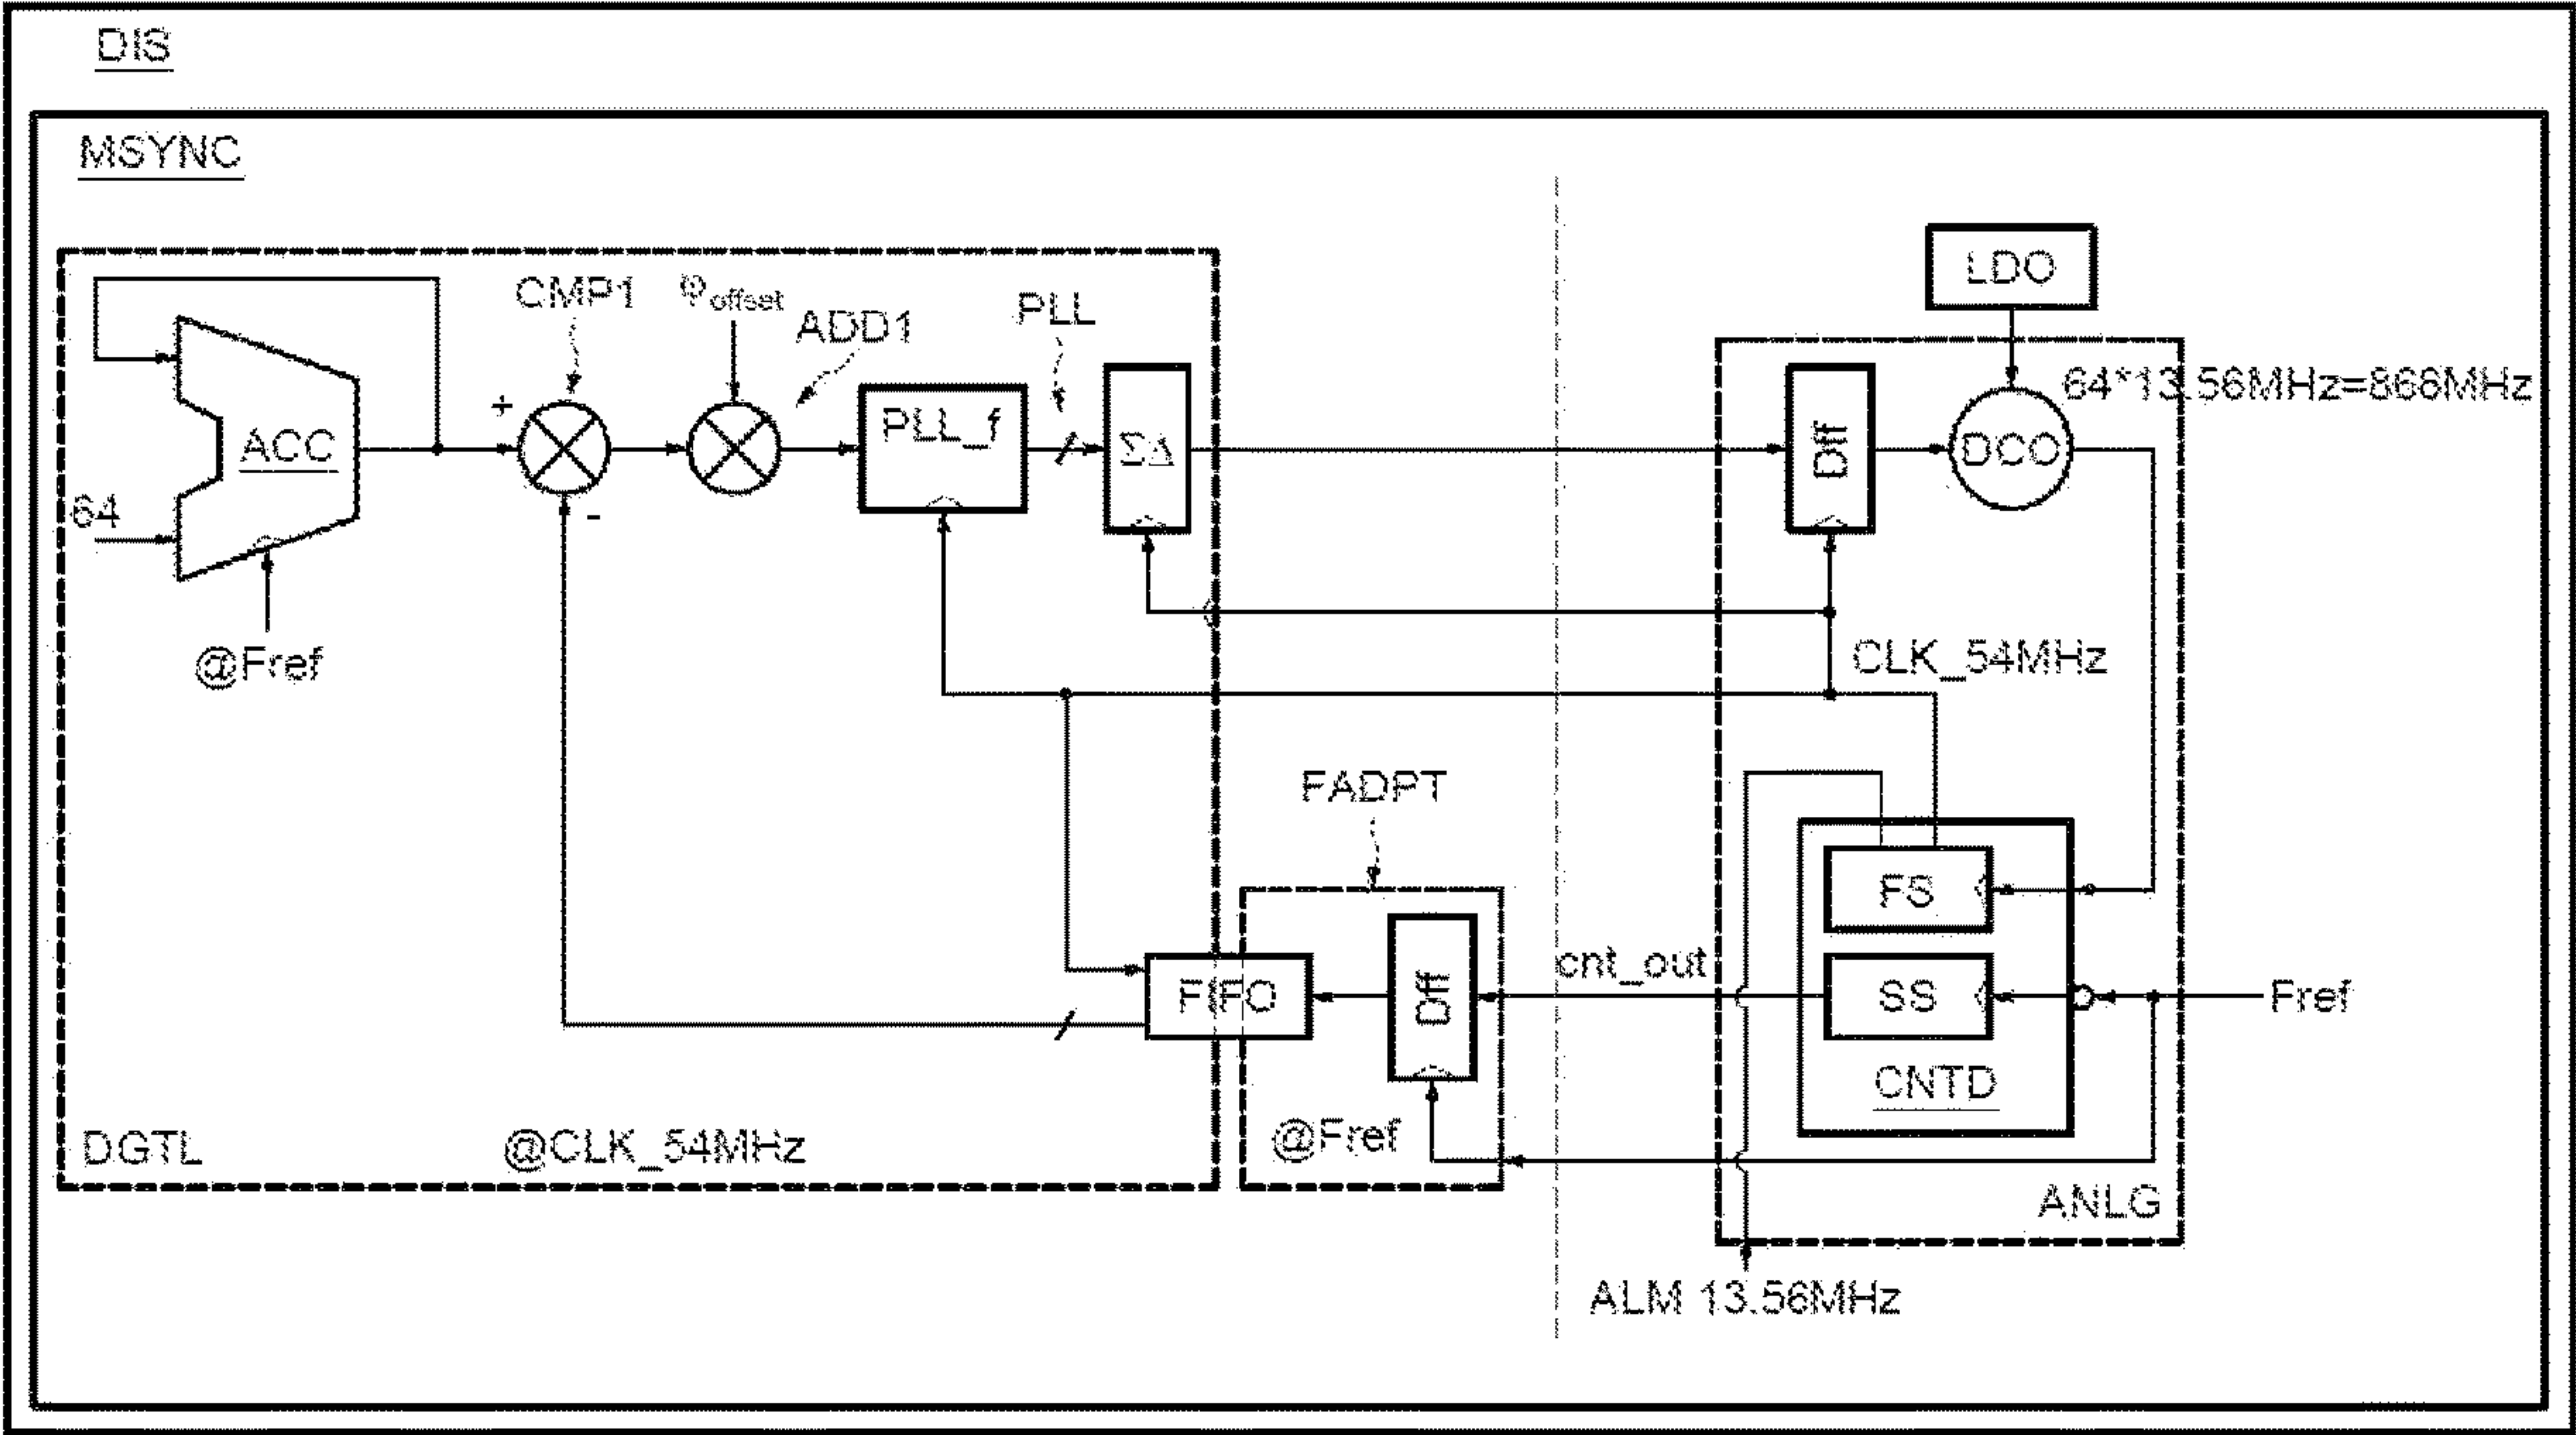 DIS
MSYNC
LDO
CMP1
φoffset
ADD1
PLL
64*13.56MHz=868MHz
+
ACC
PLL_f
ΣΔ
Dff
DCO
64
-
@Fref
CLK_54MHz
FADPT
FS
cnt_out
FIFO
Dff
SS
Fref
CNTD
@Fref
DGTL
@CLK_54MHz
ANLG
ALM 13.56MHz